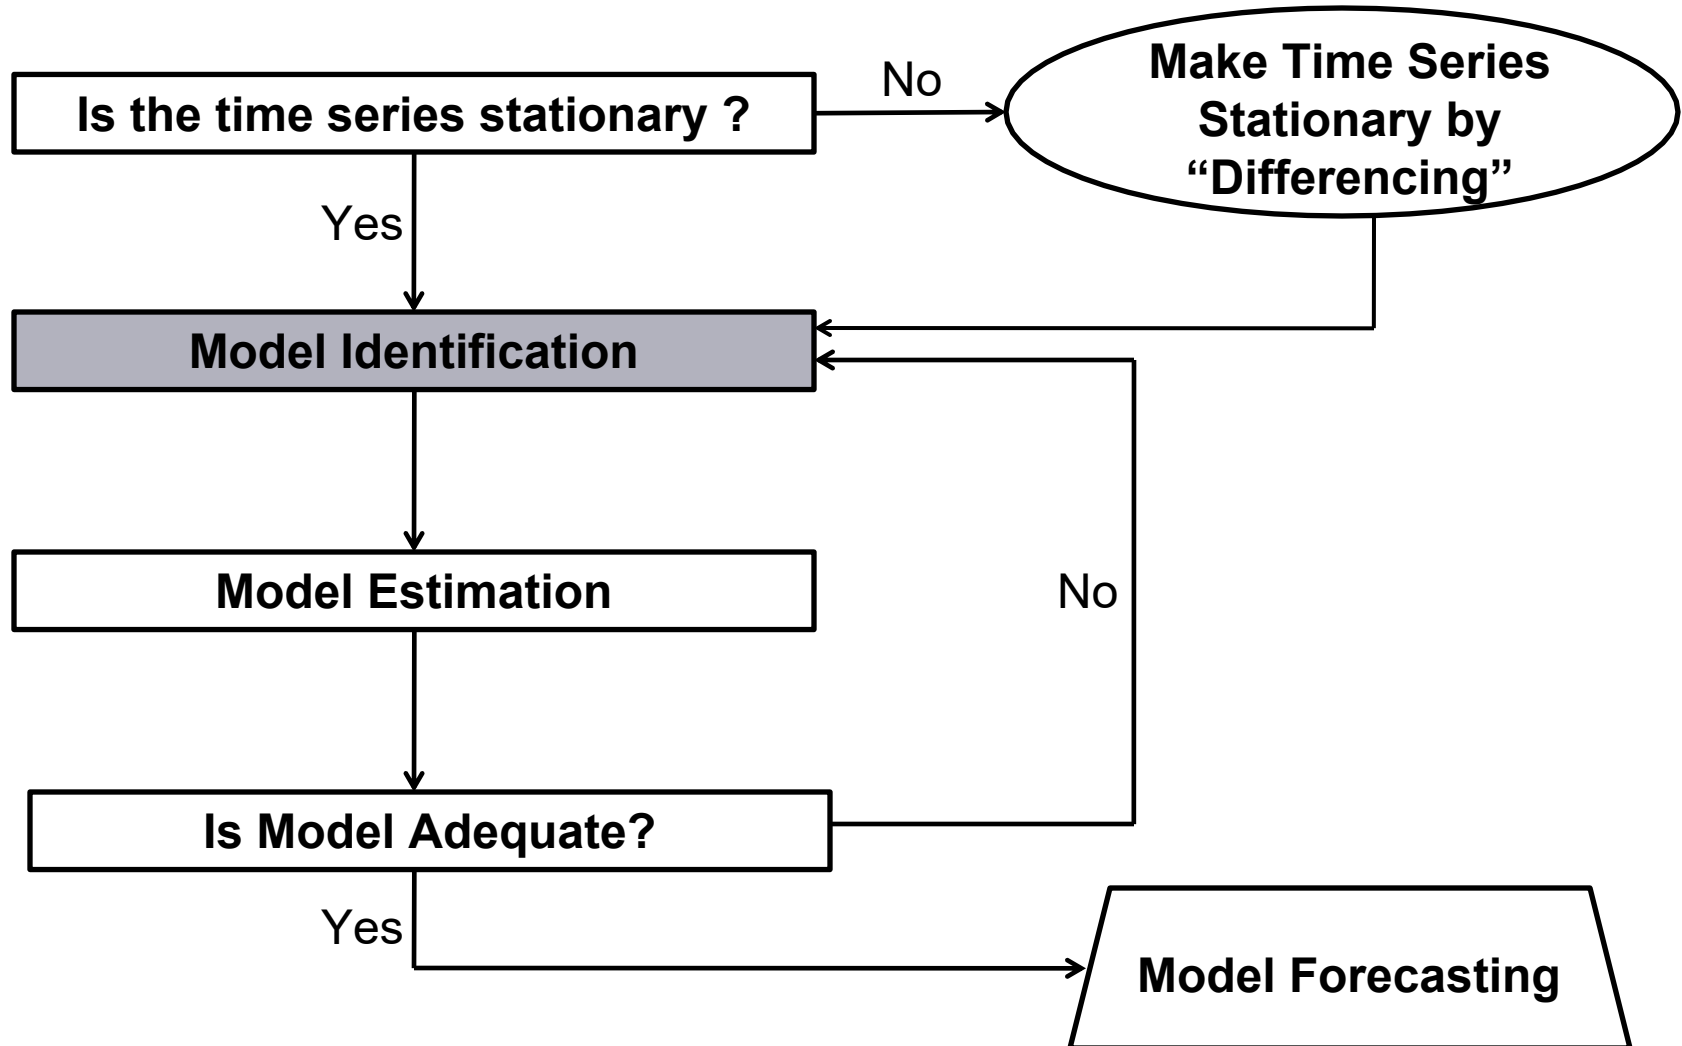 Is the time series stationary ?
No
Make Time Series
Stationary by
“Differencing”
Yes
Model Identification
Model Estimation
No
Is Model Adequate?
Yes
Model Forecasting